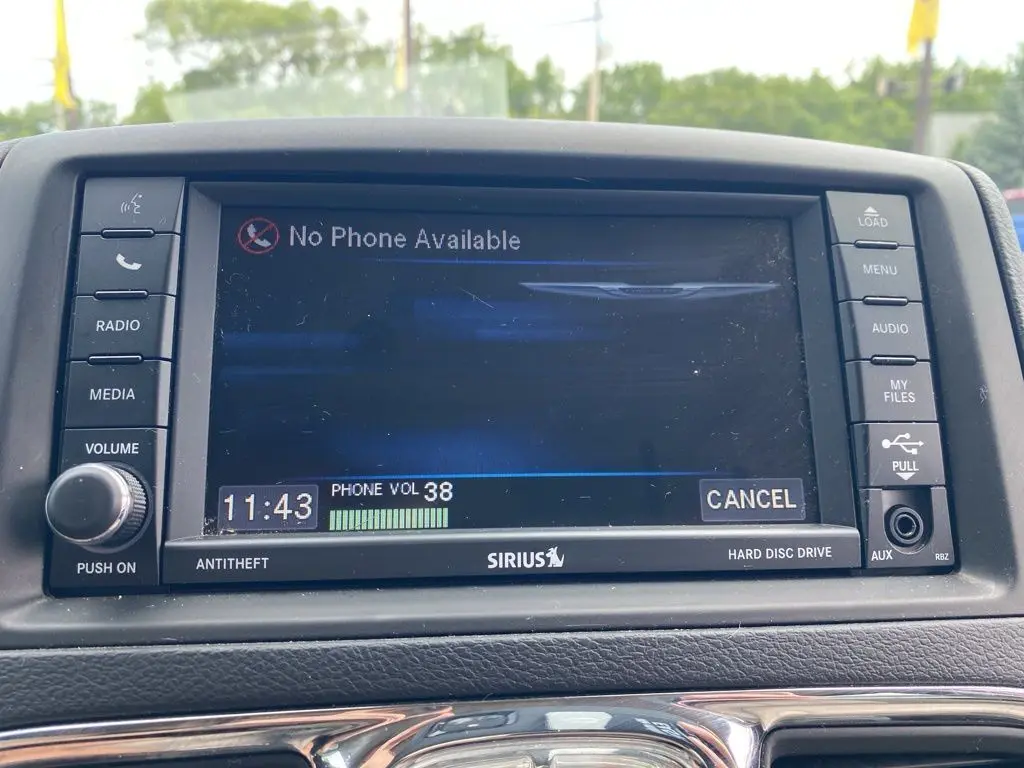 No Phone Available
11:43
PHONE VOL 38
CANCEL
RADIO
MEDIA
VOLUME
PUSH ON
LOAD
MENU
AUDIO
MY
FILES
PULL
AUX
RBZ
ANTITHEFT
SIRIUS
HARD DISC DRIVE